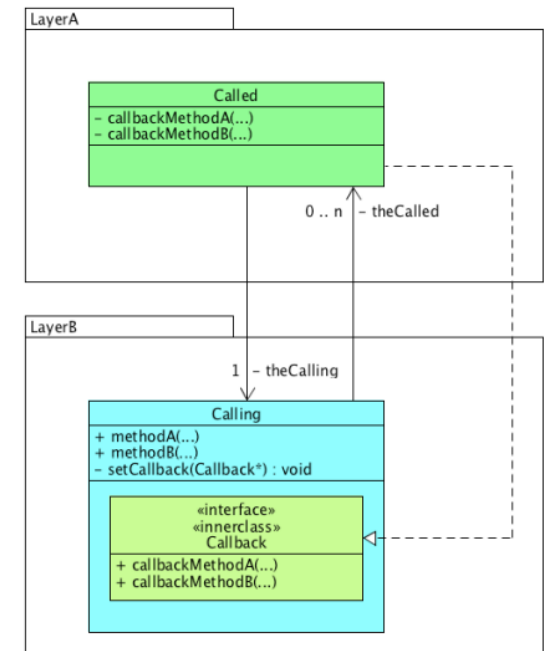 LayerA
Called
- callbackMethodA(...)
- callbackMethodB(...)
0 .. n - theCalled
LayerB
1 - theCalling
Calling
+ methodA(...)
+ methodB(...)
- setCallback(Callback*) : void
«interface»
«innerclass»
Callback
+ callbackMethodA(...)
+ callbackMethodB(...)